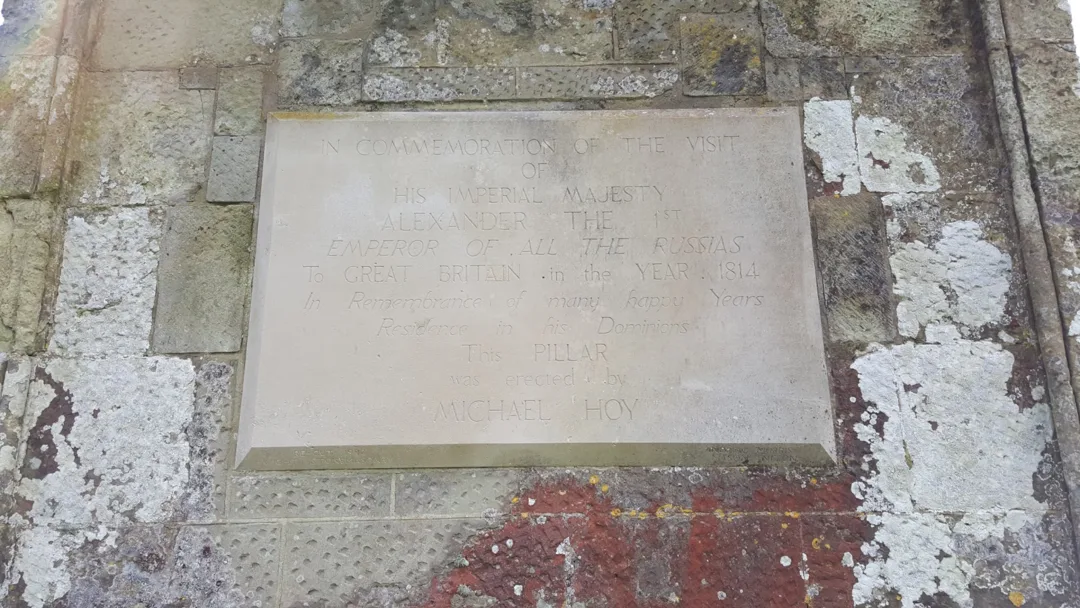 IN COMMEMORATION OF THE VISIT
OF
HIS IMPERIAL MAJESTY
ALEXANDER THE 1ST
EMPEROR OF ALL THE RUSSIAS
To GREAT BRITAIN in the YEAR 1814
In Remembrance of many happy Years
Residence in his Dominions
This PILLAR
was erected by
MICHAEL HOY